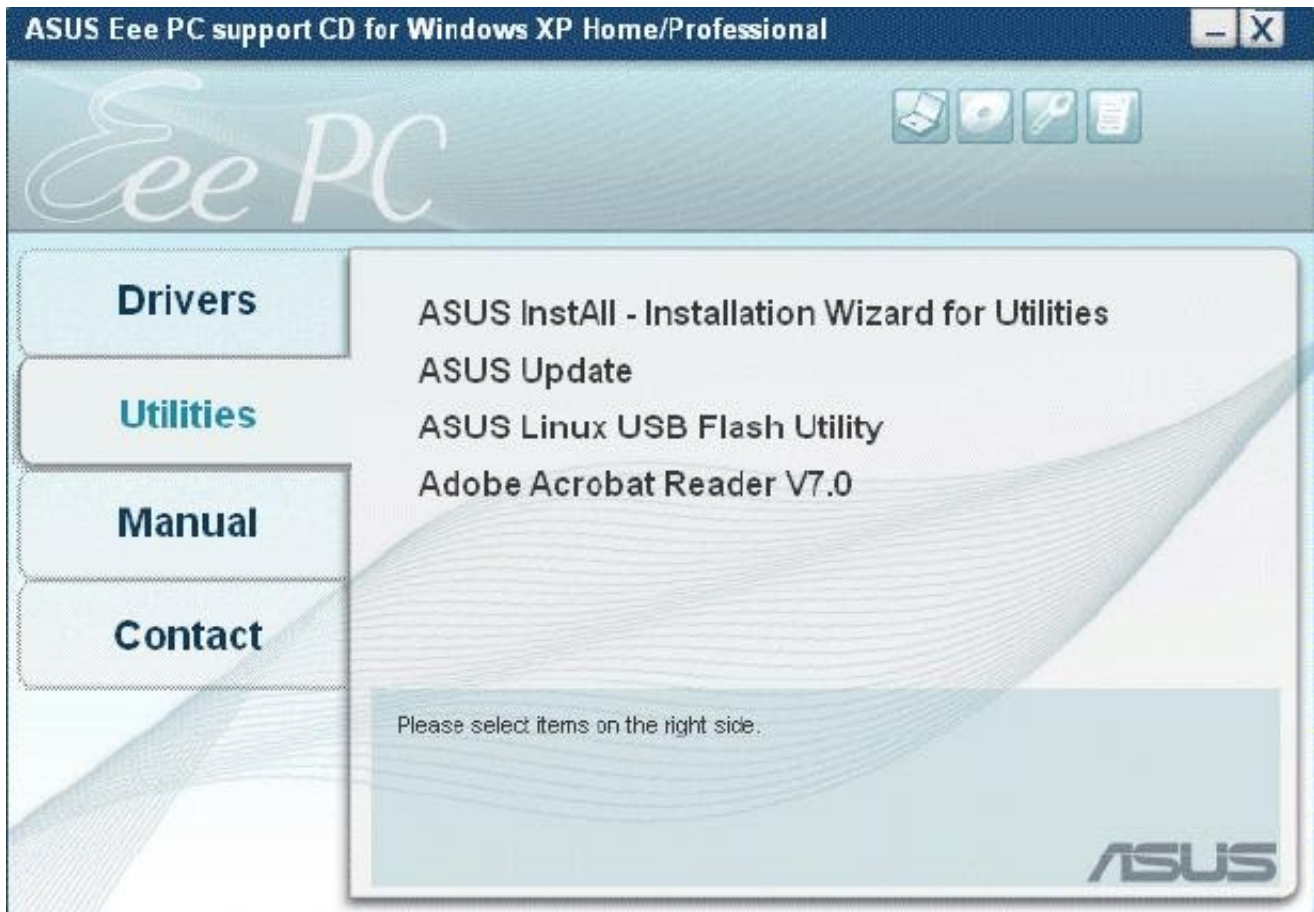 ASUS Eee PC support CD for Windows XP Home/Professional
Eee PC
Drivers
Utilities
Manual
Contact
ASUS InstAll - Installation Wizard for Utilities
ASUS Update
ASUS Linux USB Flash Utility
Adobe Acrobat Reader V7.0
Please select items on the right side.
ASUS